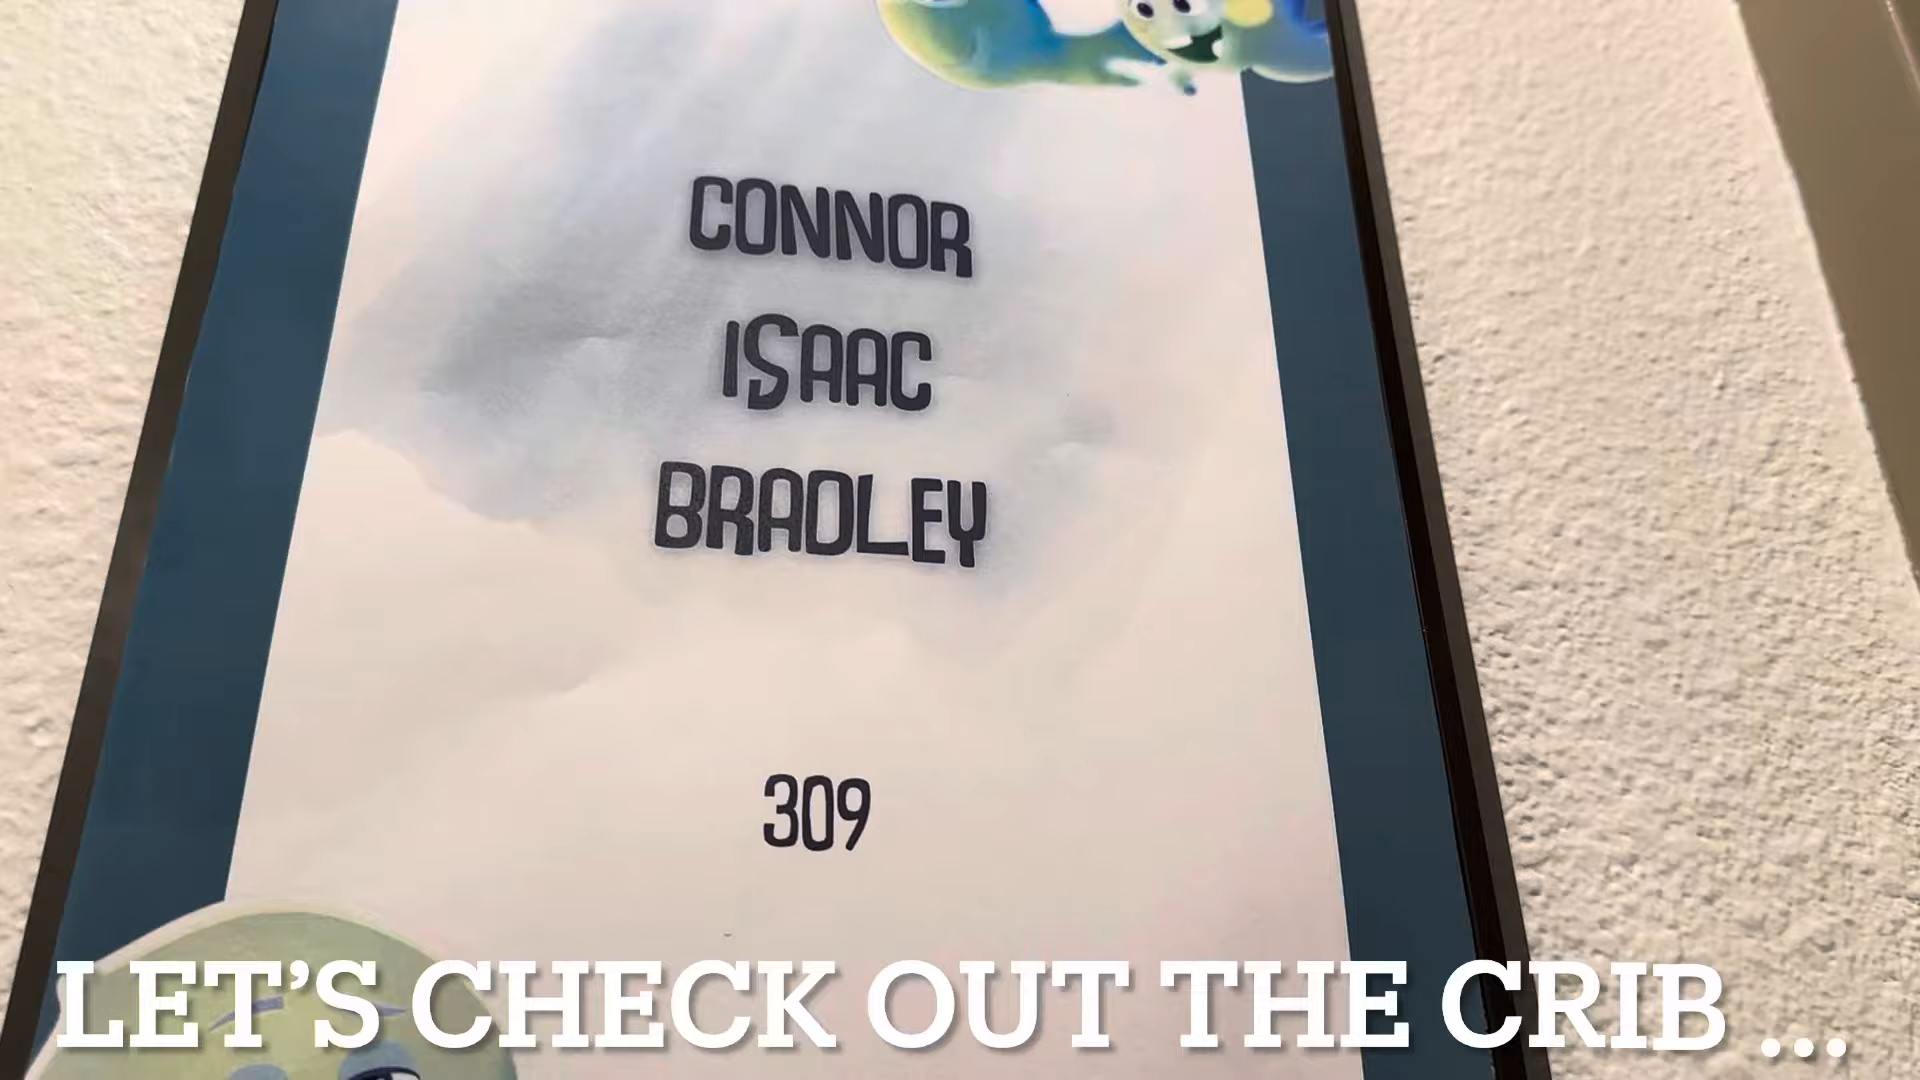 CONNOR
ISAAC
BRADLEY
309
LET'S CHECK OUT THE CRIB ...